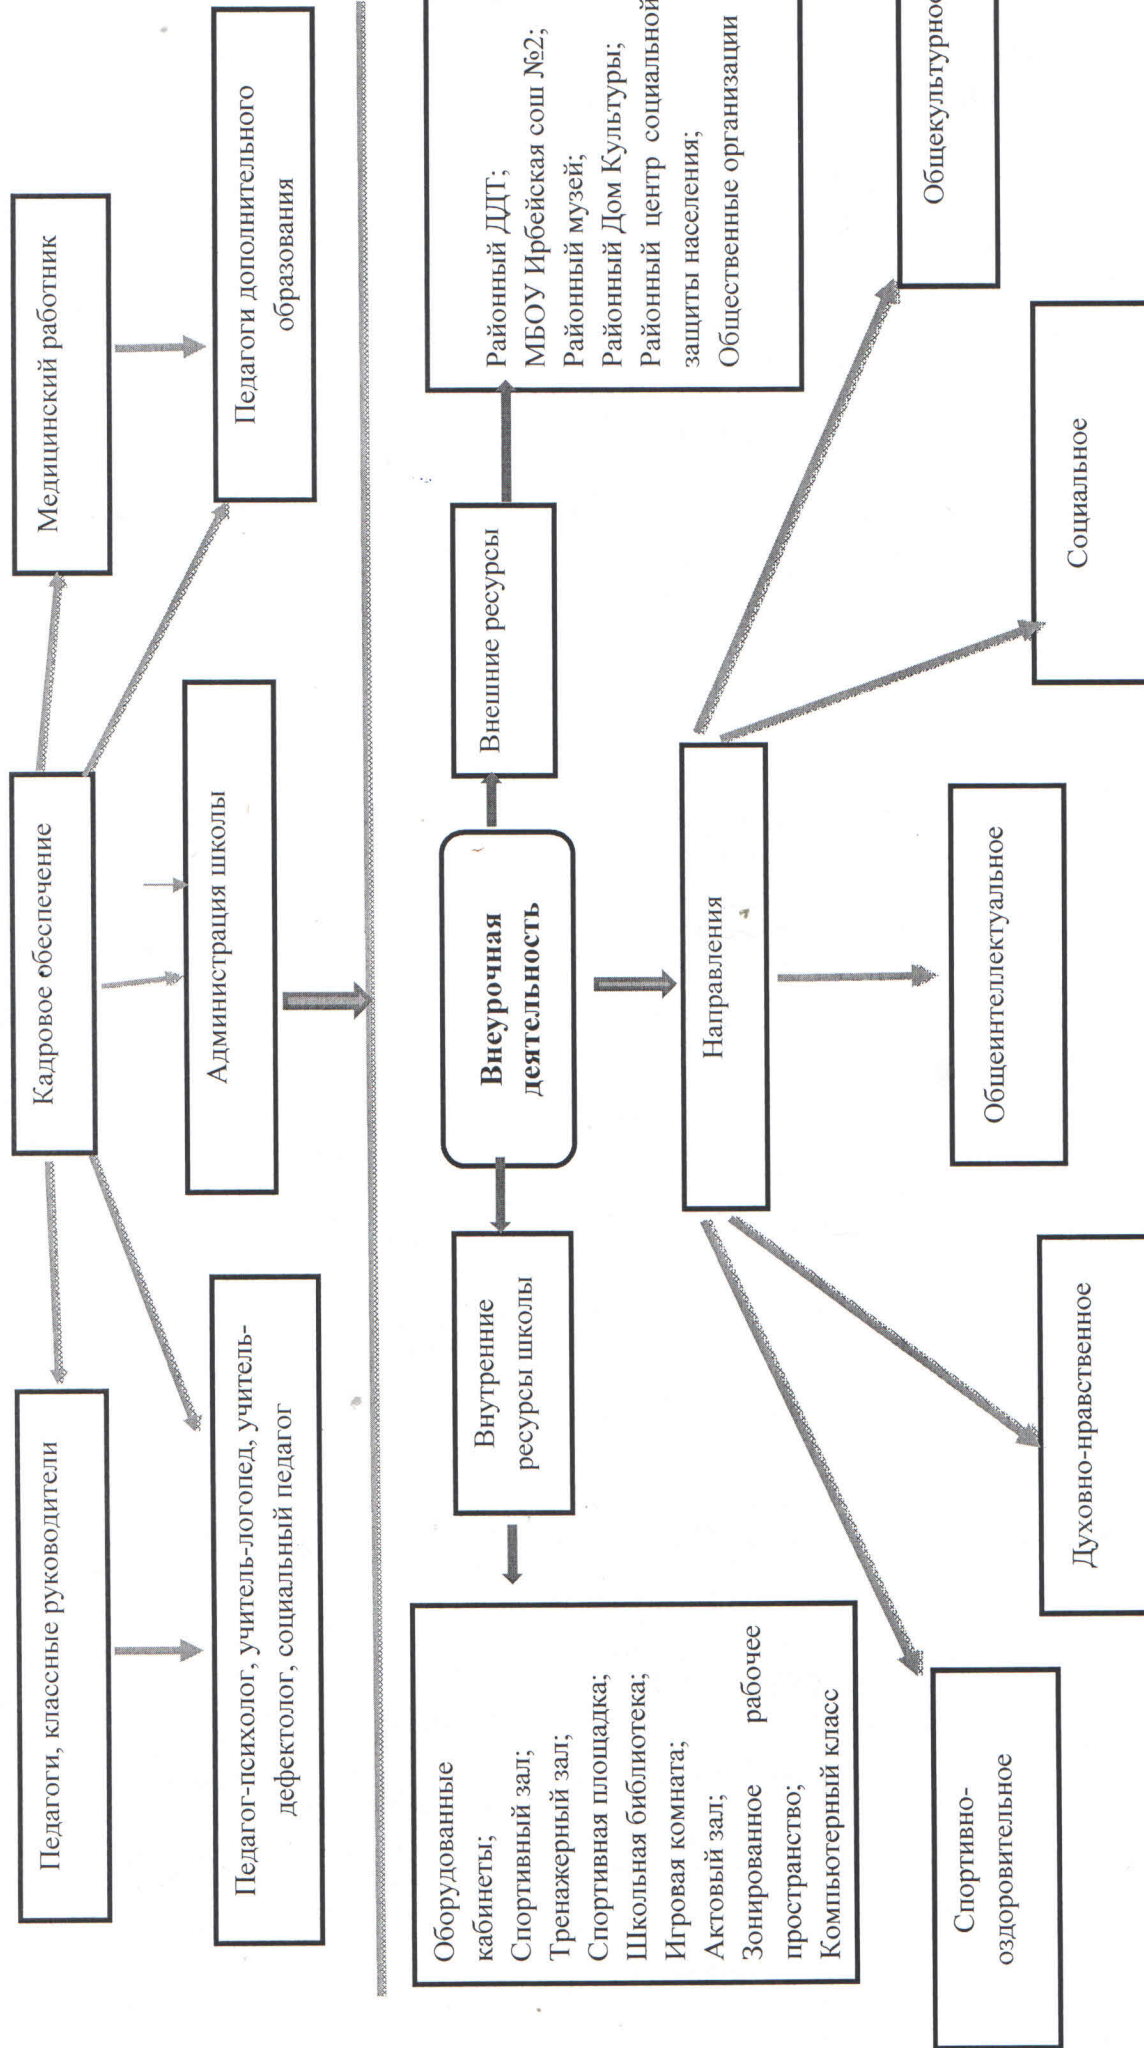 Кадровое обеспечение
Педагоги, классные руководители
Медицинский работник
Администрация школы
Педагог-психолог, учитель-логопед, учитель-
дефектолог, социальный педагог
Педагоги дополнительного
образования
Внеурочная
деятельность
Внутренние
ресурсы школы
Внешние ресурсы
Оборудованные
кабинеты;
Спортивный зал;
Тренажерный зал;
Спортивная площадка;
Школьная библиотека;
Игровая комната;
Актовый зал;
Зонированное рабочее
пространство;
Компьютерный класс
Районный ДДТ;
МБОУ Ирбейская сош №2;
Районный музей;
Районный Дом Культуры;
Районный центр социальной
защиты населения;
Общественные организации
Направления
Спортивно-
оздоровительное
Духовно-нравственное
Общеинтеллектуальное
Социальное